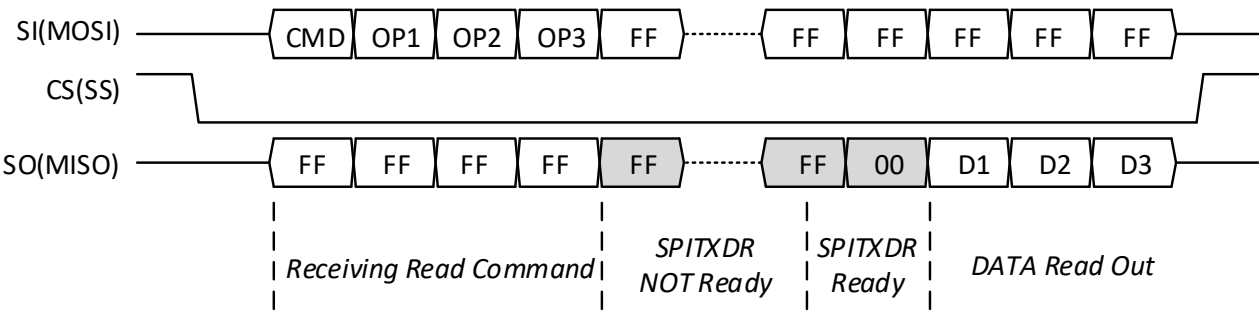 SI(MOSI) CMD OP1 OP2 OP3 FF FF FF FF FF FF
CS(SS)
SO(MISO) FF FF FF FF FF FF 00 D1 D2 D3
Receiving Read Command
SPITXDR
NOT Ready
SPITXDR
Ready
DATA Read Out